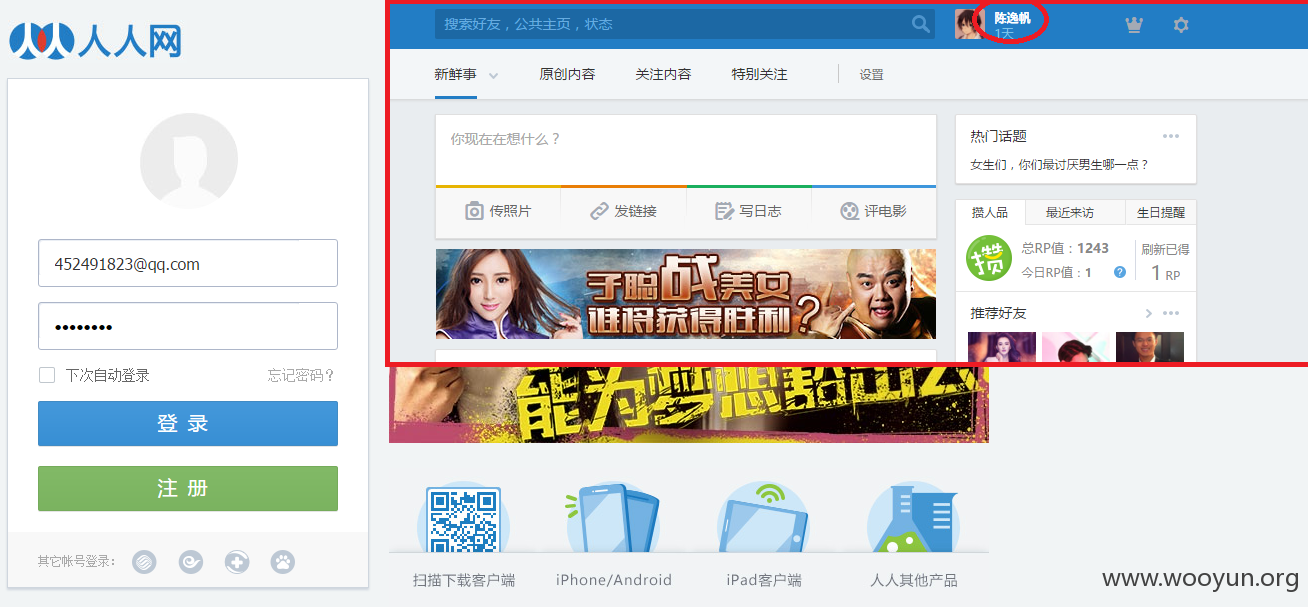 人人网
452491823@qq.com
••••••••
下次自动登录
忘记密码?
登 录
注 册
其它帐号登录:
搜索好友，公共主页，状态
陈逸帆
1天
新鲜事
原创内容
关注内容
特别关注
设置
你现在在想什么？
传照片
发链接
写日志
评电影
于聪战美女
谁将获得胜利?
热门话题
女生们，你们最讨厌男生哪一点？
攒人品
最近来访
生日提醒
攒
总RP值：1243
今日RP值：1
?
刷新已得
1 RP
推荐好友
能为梦想
扫描下载客户端
iPhone/Android
iPad客户端
人人其他产品
www.wooyun.org